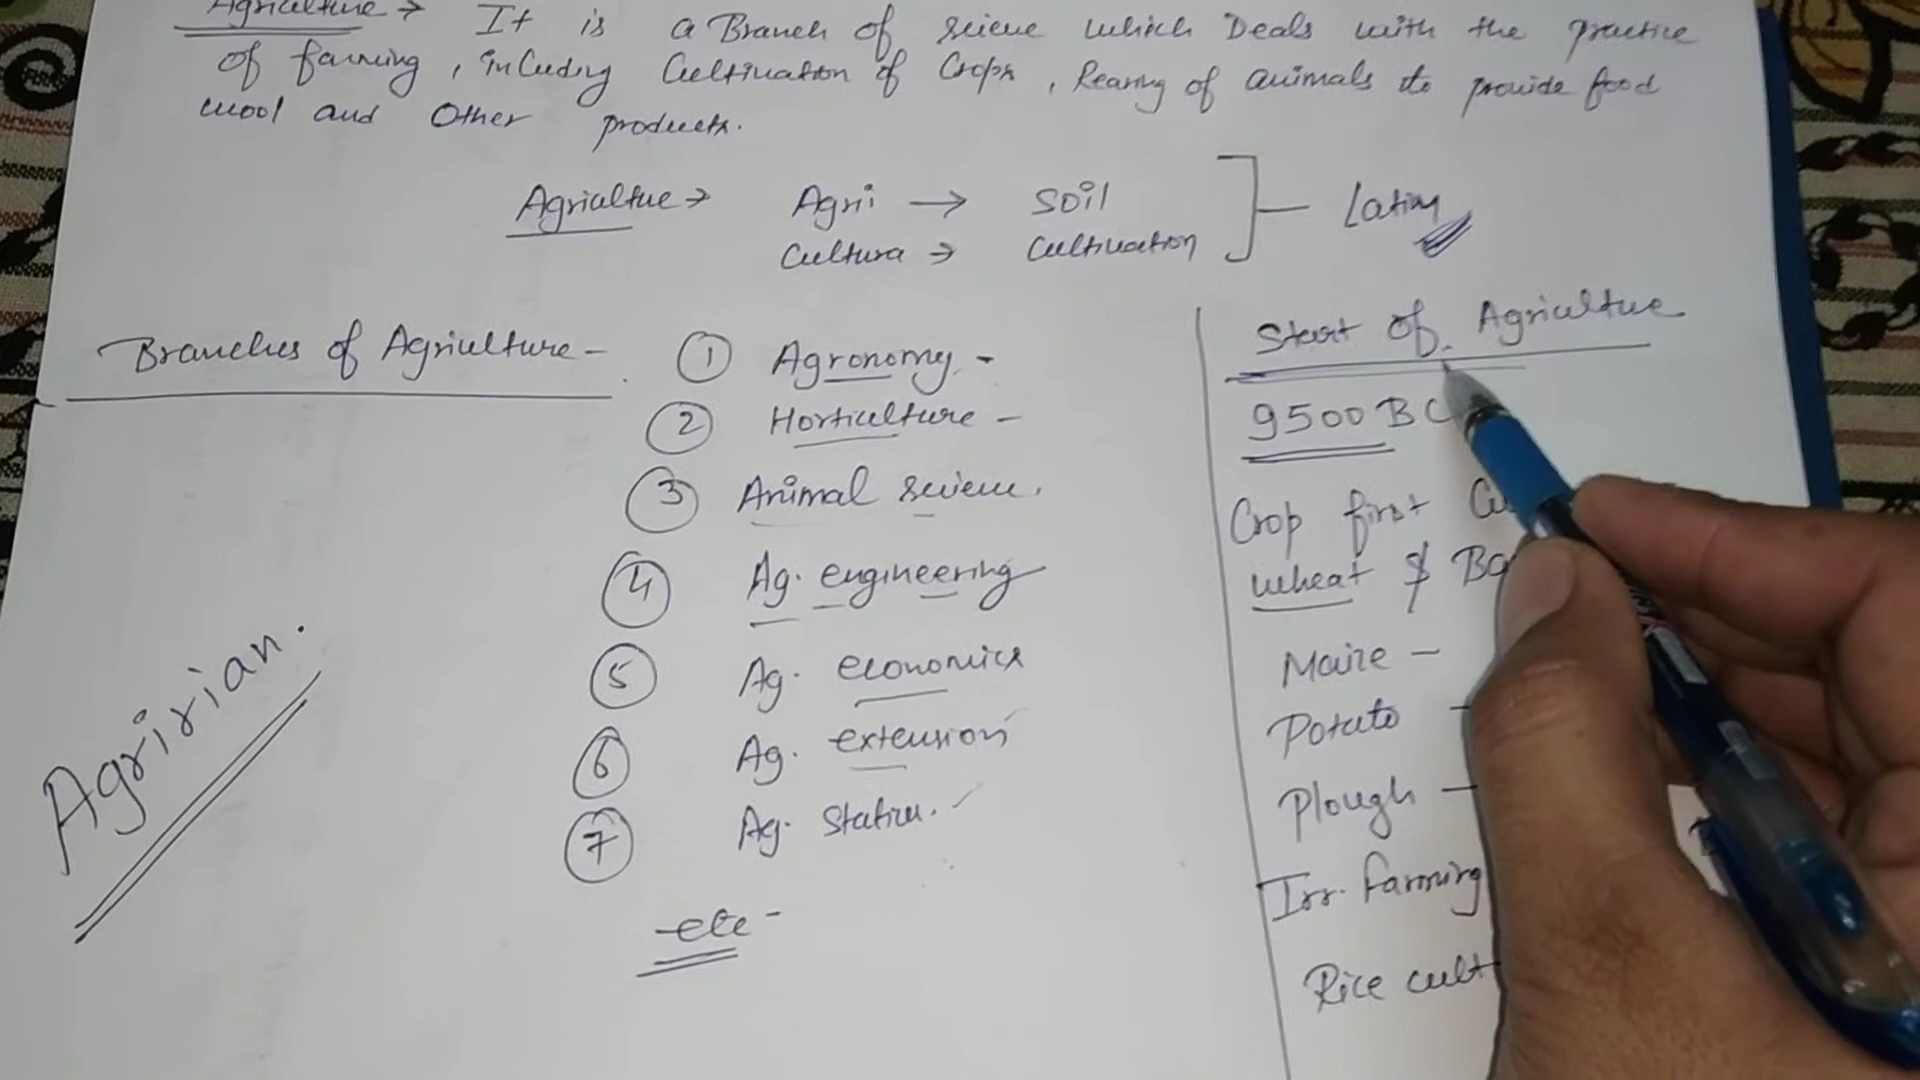 Agriculture → It is a Branch of science which Deals with the practice
of farming, including Cultivation of Crops, Rearing of animals to provide food
wool and Other products.
Agriculture → Agri → Soil
Cultura → Cultivation
Latin
Branches of Agriculture -
① Agronomy -
② Horticulture -
③ Animal science.
④ Ag. engineering
⑤ Ag. economics
⑥ Ag. extension
⑦ Ag.
-etc-
Agririan.
Start of Agriculture
9500 BC
Crop first
wheat &
Maize -
Potato -
Plough -
Irr. farming
Rice cult